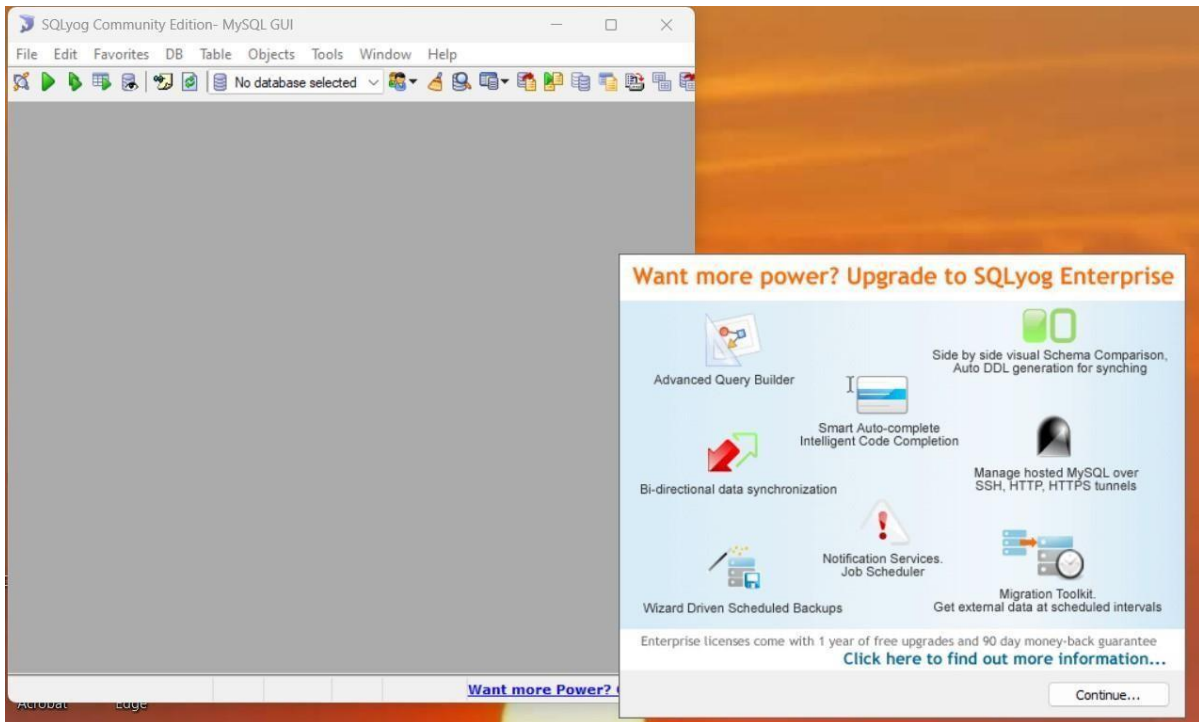 SQLyog Community Edition- MySQL GUI
File Edit Favorites DB Table Objects Tools Window Help
No database selected
Want more power? Upgrade to SQLyog Enterprise
Advanced Query Builder
Side by side visual Schema Comparison,
Auto DDL generation for synching
Smart Auto-complete
Intelligent Code Completion
Bi-directional data synchronization
Manage hosted MySQL over
SSH, HTTP, HTTPS tunnels
Notification Services.
Job Scheduler
Wizard Driven Scheduled Backups
Migration Toolkit.
Get external data at scheduled intervals
Enterprise licenses come with 1 year of free upgrades and 90 day money-back guarantee
Click here to find out more information...
Continue...
Want more Power?
Acrobat Edge